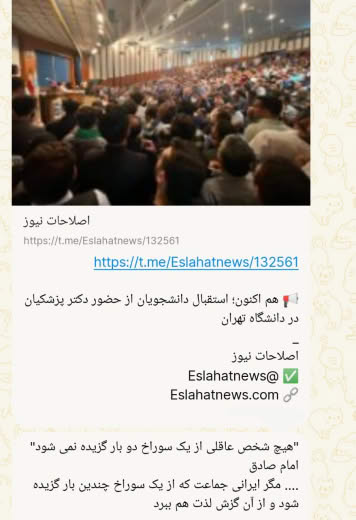 اصلاحات نیوز
https://t.me/Eslahatnews/132561
https://t.me/Eslahatnews/132561
📢 هم اکنون؛ استقبال دانشجویان از حضور دکتر پزشکیان
در دانشگاه تهران
_
اصلاحات نیوز
✅ @Eslahatnews
🔗 Eslahatnews.com
"هیچ شخص عاقلی از یک سوراخ دو بار گزیده نمی شود"
امام صادق
.... مگر ایرانی جماعت که از یک سوراخ چندین بار گزیده
شود و از آن گزش لذت هم ببرد